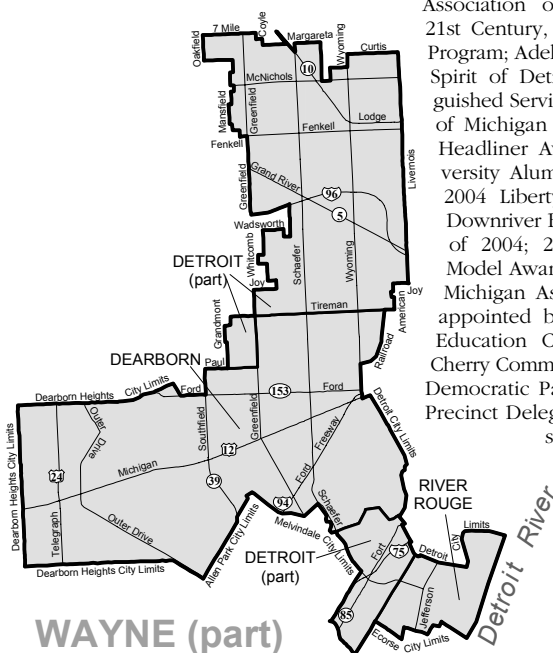 Association o
21st Century,
Program; Adel
Spirit of Det
guished Servi
of Michigan
Headliner Av
versity Alum
2004 Libert
Downriver
of 2004; 2
Model Awar
Michigan As
appointed b
Education C
Cherry Comm
Democratic Pa
Precinct Deleg
s
7 Mile
Coyle
Margareta
Wyoming
Curtis
Oakfield
10
McNichols
Mansfield
Greenfield
Lodge
Fenkell
Fenkell
Grand River
Greenfield
96
5
Livernois
Wadsworth
Whitcomb
Schaefer
Wyoming
DETROIT
(part)
Joy
Joy
American
Tireman
Grandmont
Railroad
DEARBORN
Paul
Dearborn Heights City Limits
Ford
153
Ford
Detroit City Limits
Outer Drive
Southfield
Greenfield
Freeway
Ford
12
Michigan
24
39
Telegraph
Outer Drive
Dearborn Heights City Limits
Dearborn Heights City Limits
Allen Park City Limits
94
Schaefer
Melvindale City Limits
RIVER
ROUGE
DETROIT
(part)
Fort
75
Detroit City Limits
Jefferson
85
Ecorse City Limits
Detroit River
WAYNE (part)